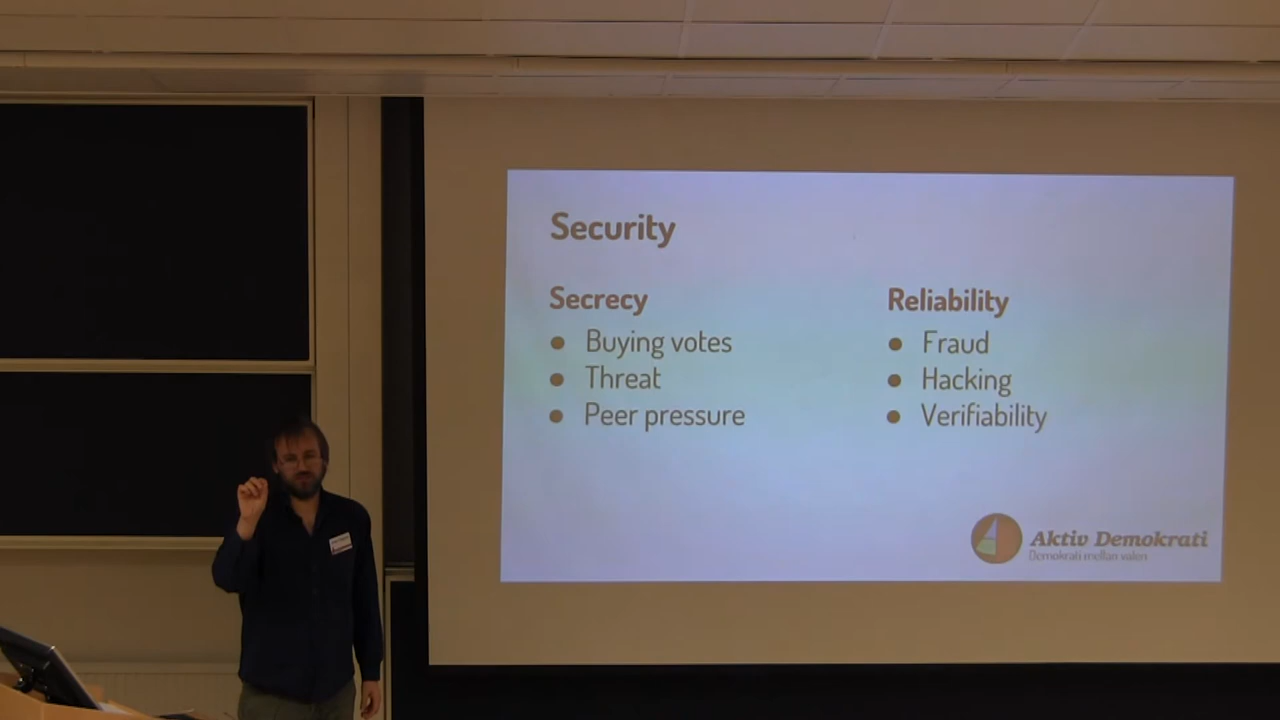 Security
Secrecy
Buying votes
Threat
Peer pressure
Reliability
Fraud
Hacking
Verifiability
Aktiv Demokrati
Demokrati mellan valen